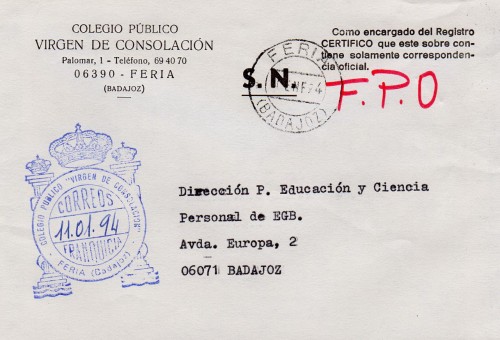 COLEGIO PÚBLICO
VIRGEN DE CONSOLACIÓN
Palomar, 1 - Teléfono, 69 40 70
06390 - FERIA
(BADAJOZ)
Como encargado del Registro
CERTIFICO que este sobre con-
tiene solamente corresponden-
cia oficial.
S. N.
FERIA
(BADAJOZ)
F.P.O
COLEGIO PUBLICO "VIRGEN DE CONSOLACION"
CORREOS
11.01.94
FRANQUICIA
FERIA (Badajoz)
Dirección P. Educación y Ciencia
Personal de EGB.
Avda. Europa, 2
06071 BADAJOZ